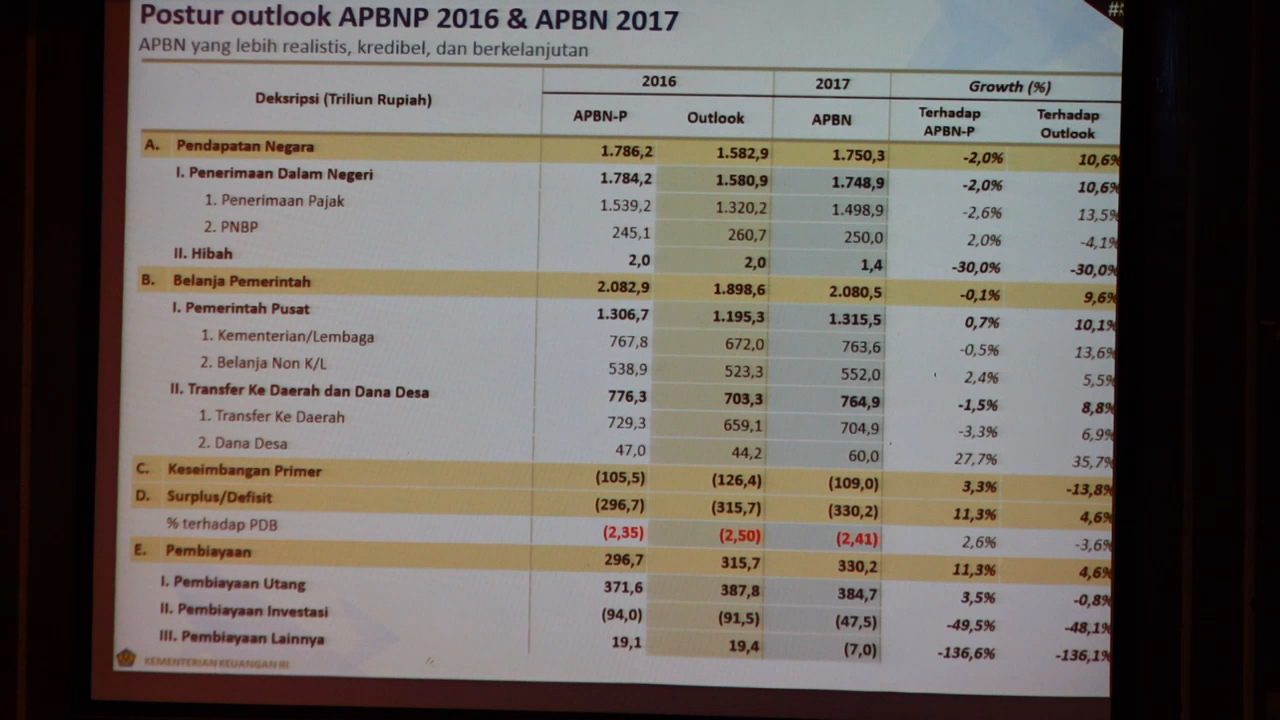 Postur outlook APBNP 2016 & APBN 2017
APBN yang lebih realistis, kredibel, dan berkelanjutan
Deksripsi (Triliun Rupiah) 2016 2017 Growth (%)
APBN-P Outlook APBN Terhadap APBN-P Terhadap Outlook
A. Pendapatan Negara 1.786,2 1.582,9 1.750,3 -2,0% 10,6%
I. Penerimaan Dalam Negeri 1.784,2 1.580,9 1.748,9 -2,0% 10,6%
1. Penerimaan Pajak 1.539,2 1.320,2 1.498,9 -2,6% 13,5%
2. PNBP 245,1 260,7 250,0 2,0% -4,1%
II. Hibah 2,0 2,0 1,4 -30,0% -30,0%
B. Belanja Pemerintah 2.082,9 1.898,6 2.080,5 -0,1% 9,6%
I. Pemerintah Pusat 1.306,7 1.195,3 1.315,5 0,7% 10,1%
1. Kementerian/Lembaga 767,8 672,0 763,6 -0,5% 13,6%
2. Belanja Non K/L 538,9 523,3 552,0 2,4% 5,5%
II. Transfer Ke Daerah dan Dana Desa 776,3 703,3 764,9 -1,5% 8,8%
1. Transfer Ke Daerah 729,3 659,1 704,9 -3,3% 6,9%
2. Dana Desa 47,0 44,2 60,0 27,7% 35,7%
C. Keseimbangan Primer (105,5) (126,4) (109,0) 3,3% -13,8%
D. Surplus/Defisit (296,7) (315,7) (330,2) 11,3% 4,6%
% terhadap PDB (2,35) (2,50) (2,41) 2,6% -3,6%
E. Pembiayaan 296,7 315,7 330,2 11,3% 4,6%
I. Pembiayaan Utang 371,6 387,8 384,7 3,5% -0,8%
II. Pembiayaan Investasi (94,0) (91,5) (47,5) -49,5% -48,1%
III. Pembiayaan Lainnya 19,1 19,4 (7,0) -136,6% -136,1%
KEMENTERIAN KEUANGAN RI